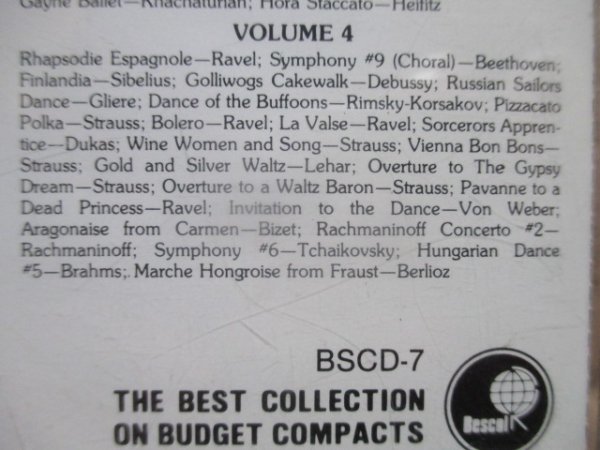 Gayne Ballet—Khachaturian; Hora Staccato—Heifitz
VOLUME 4
Rhapsodie Espagnole—Ravel; Symphony #9 (Choral)—Beethoven;
Finlandia—Sibelius; Golliwogs Cakewalk—Debussy; Russian Sailors
Dance—Gliere; Dance of the Buffoons—Rimsky-Korsakov; Pizzacato
Polka—Strauss; Bolero—Ravel; La Valse—Ravel; Sorcerors Appren-
tice—Dukas; Wine Women and Song—Strauss; Vienna Bon Bons—
Strauss; Gold and Silver Waltz—Lehar; Overture to The Gypsy
Dream—Strauss; Overture to a Waltz Baron—Strauss; Pavanne to a
Dead Princess—Ravel; Invitation to the Dance—Von Weber;
Aragonaise from Carmen—Bizet; Rachmaninoff Concerto #2—
Rachmaninoff; Symphony #6—Tchaikovsky; Hungarian Dance
#5—Brahms; Marche Hongroise from Fraust—Berlioz
BSCD-7
THE BEST COLLECTION
ON BUDGET COMPACTS
Bescol